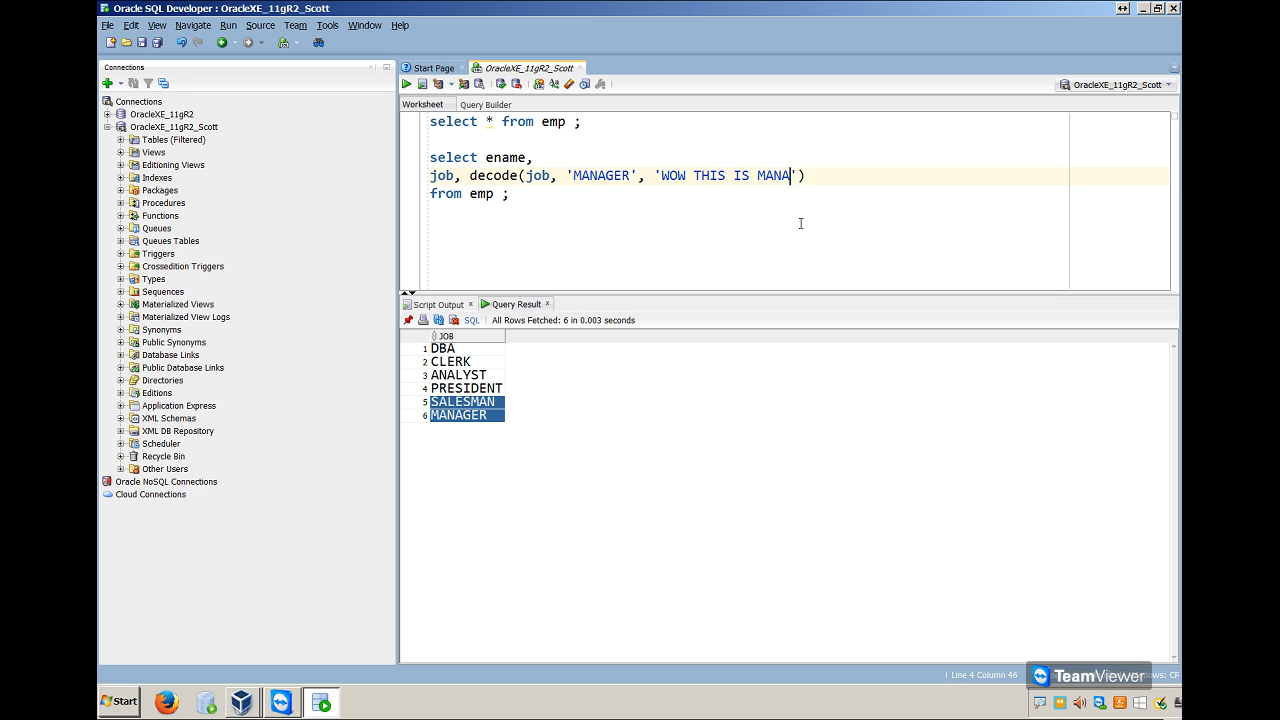 Oracle SQL Developer : OracleXE_11gR2_Scott
File Edit View Navigate Run Source Team Tools Window Help
Connections
Connections
OracleXE_11gR2
OracleXE_11gR2_Scott
Tables (Filtered)
Views
Editioning Views
Indexes
Packages
Procedures
Functions
Queues
Queues Tables
Triggers
Crossedition Triggers
Types
Sequences
Materialized Views
Materialized View Logs
Synonyms
Public Synonyms
Database Links
Public Database Links
Directories
Editions
Application Express
XML Schemas
XML DB Repository
Scheduler
Recycle Bin
Other Users
Oracle NoSQL Connections
Cloud Connections
Start Page OracleXE_11gR2_Scott
OracleXE_11gR2_Scott
Worksheet Query Builder
select * from emp ;
select ename,
job, decode(job, 'MANAGER', 'WOW THIS IS MANA')
from emp ;
Script Output Query Result
SQL All Rows Fetched: 6 in 0.003 seconds
JOB
1 DBA
2 CLERK
3 ANALYST
4 PRESIDENT
5 SALESMAN
6 MANAGER
Line 4 Column 46
TeamViewer
Start